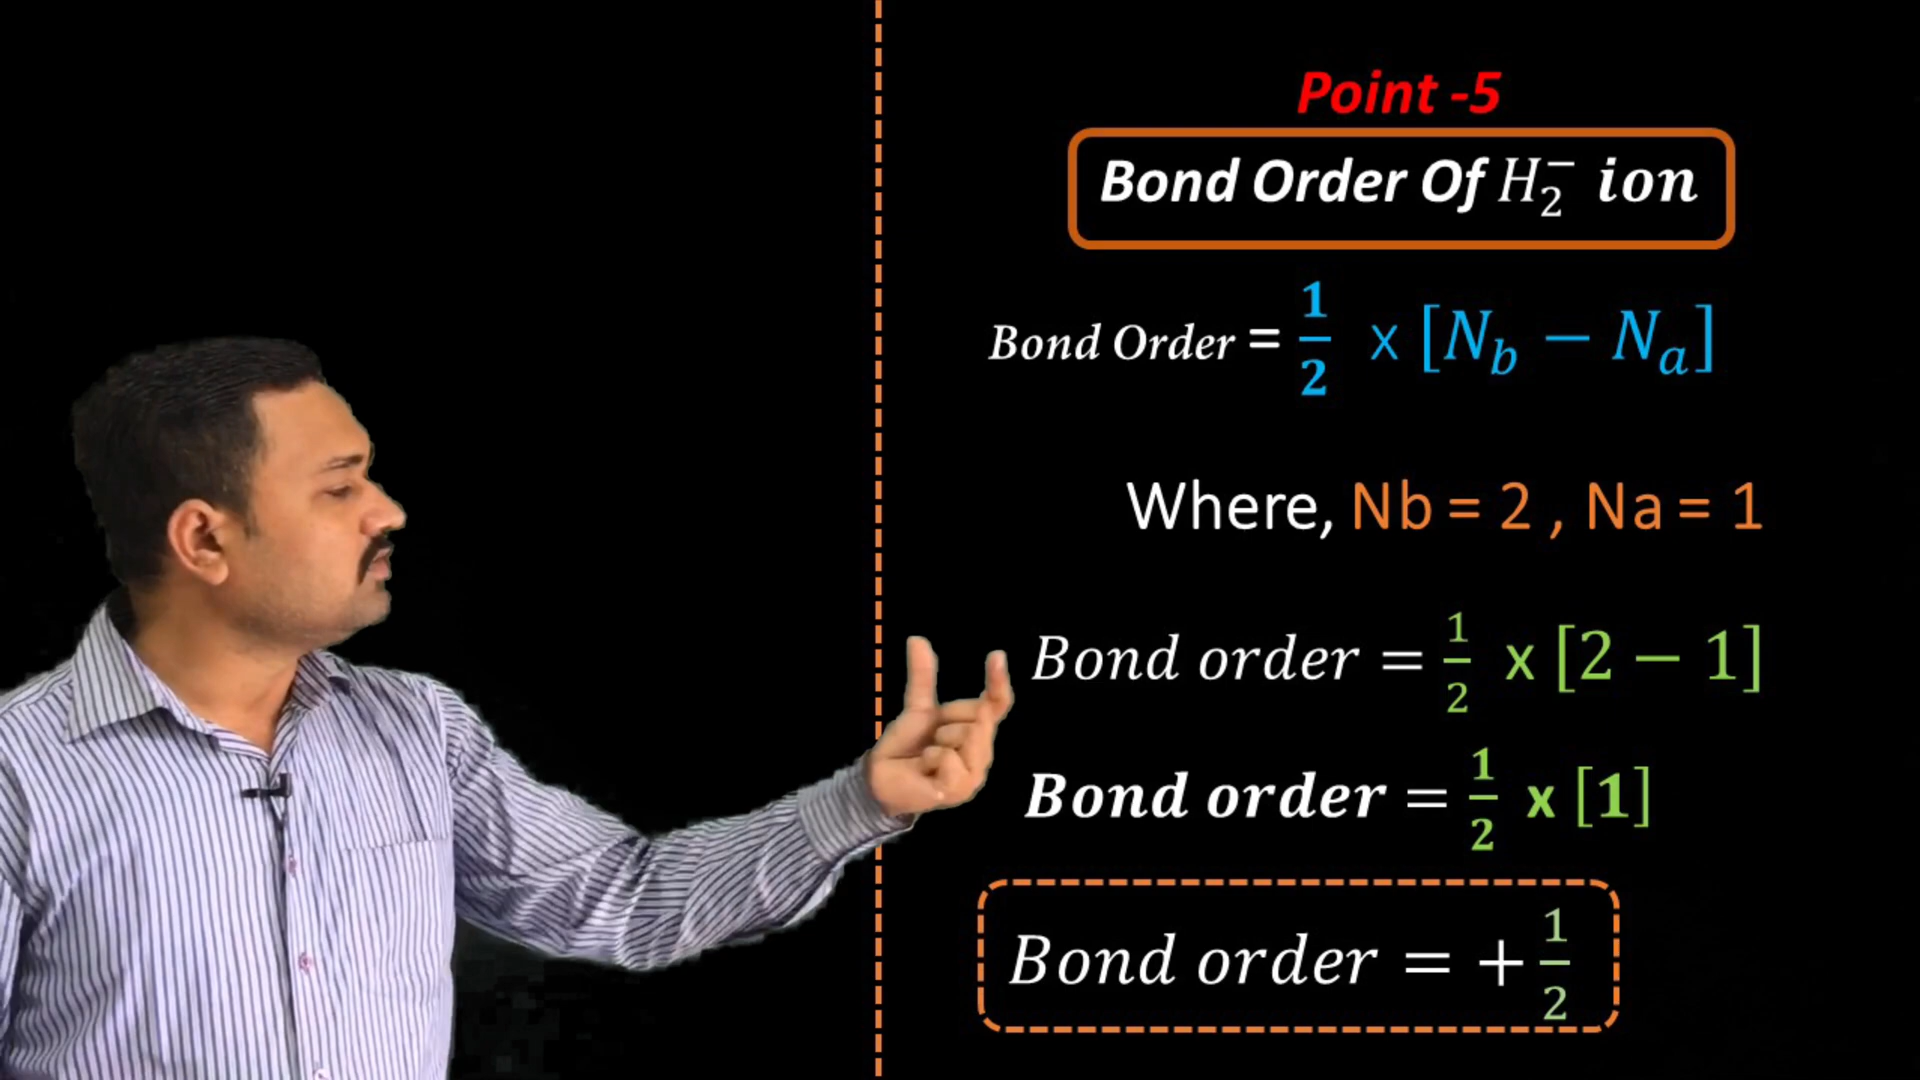 Point -5
Bond Order Of H₂⁻ ion
Bond Order = 1/2 x [N_b − N_a]
Where, Nb = 2 , Na = 1
Bond order = 1/2 x [2 − 1]
Bond order = 1/2 x [1]
Bond order = + 1/2